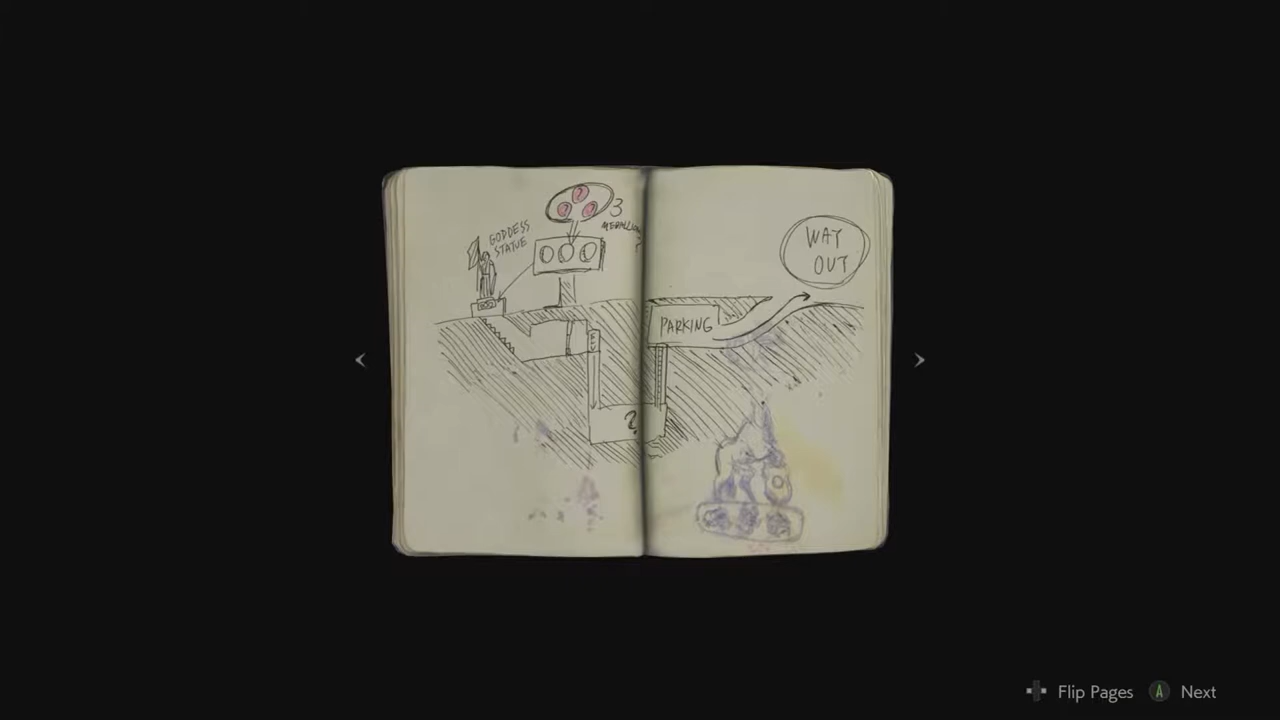 3
MEDALLIONS
?
GODDESS
STATUE
WAY
OUT
PARKING
?
Flip Pages
A Next